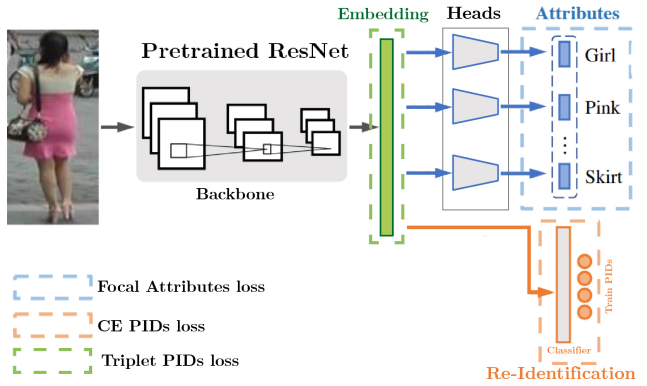 Embedding
Heads
Attributes
Pretrained ResNet
Girl
Pink
Skirt
Backbone
Train PIDs
Classifier
Re-Identification
Focal Attributes loss
CE PIDs loss
Triplet PIDs loss